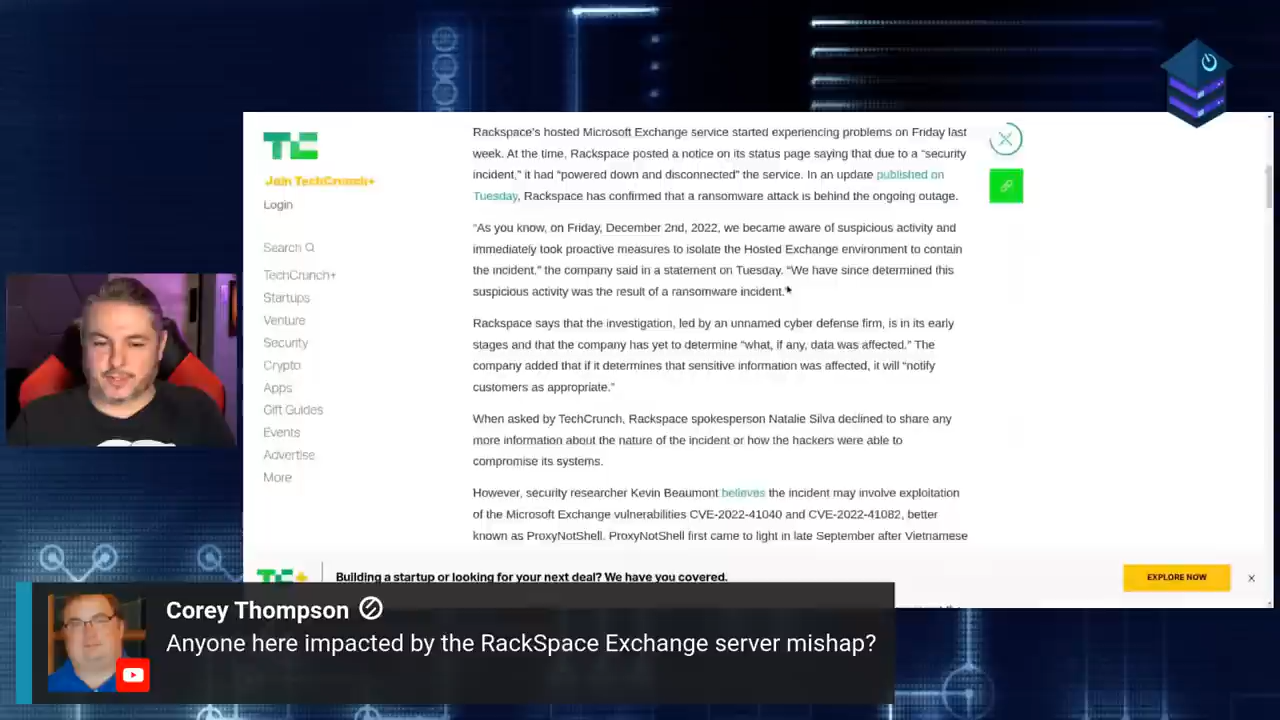 TC
Join TechCrunch+
Login
Search
TechCrunch+
Startups
Venture
Security
Crypto
Apps
Gift Guides
Events
Advertise
More
Rackspace's hosted Microsoft Exchange service started experiencing problems on Friday last
week. At the time, Rackspace posted a notice on its status page saying that due to a “security
incident,” it had “powered down and disconnected” the service. In an update published on
Tuesday, Rackspace has confirmed that a ransomware attack is behind the ongoing outage.
“As you know, on Friday, December 2nd, 2022, we became aware of suspicious activity and
immediately took proactive measures to isolate the Hosted Exchange environment to contain
the incident.” the company said in a statement on Tuesday. “We have since determined this
suspicious activity was the result of a ransomware incident.”
Rackspace says that the investigation, led by an unnamed cyber defense firm, is in its early
stages and that the company has yet to determine “what, if any, data was affected.” The
company added that if it determines that sensitive information was affected, it will “notify
customers as appropriate.”
When asked by TechCrunch, Rackspace spokesperson Natalie Silva declined to share any
more information about the nature of the incident or how the hackers were able to
compromise its systems.
However, security researcher Kevin Beaumont believes the incident may involve exploitation
of the Microsoft Exchange vulnerabilities CVE-2022-41040 and CVE-2022-41082, better
known as ProxyNotShell. ProxyNotShell first came to light in late September after Vietnamese
TC+
Building a startup or looking for your next deal? We have you covered.
EXPLORE NOW
Corey Thompson
Anyone here impacted by the RackSpace Exchange server mishap?